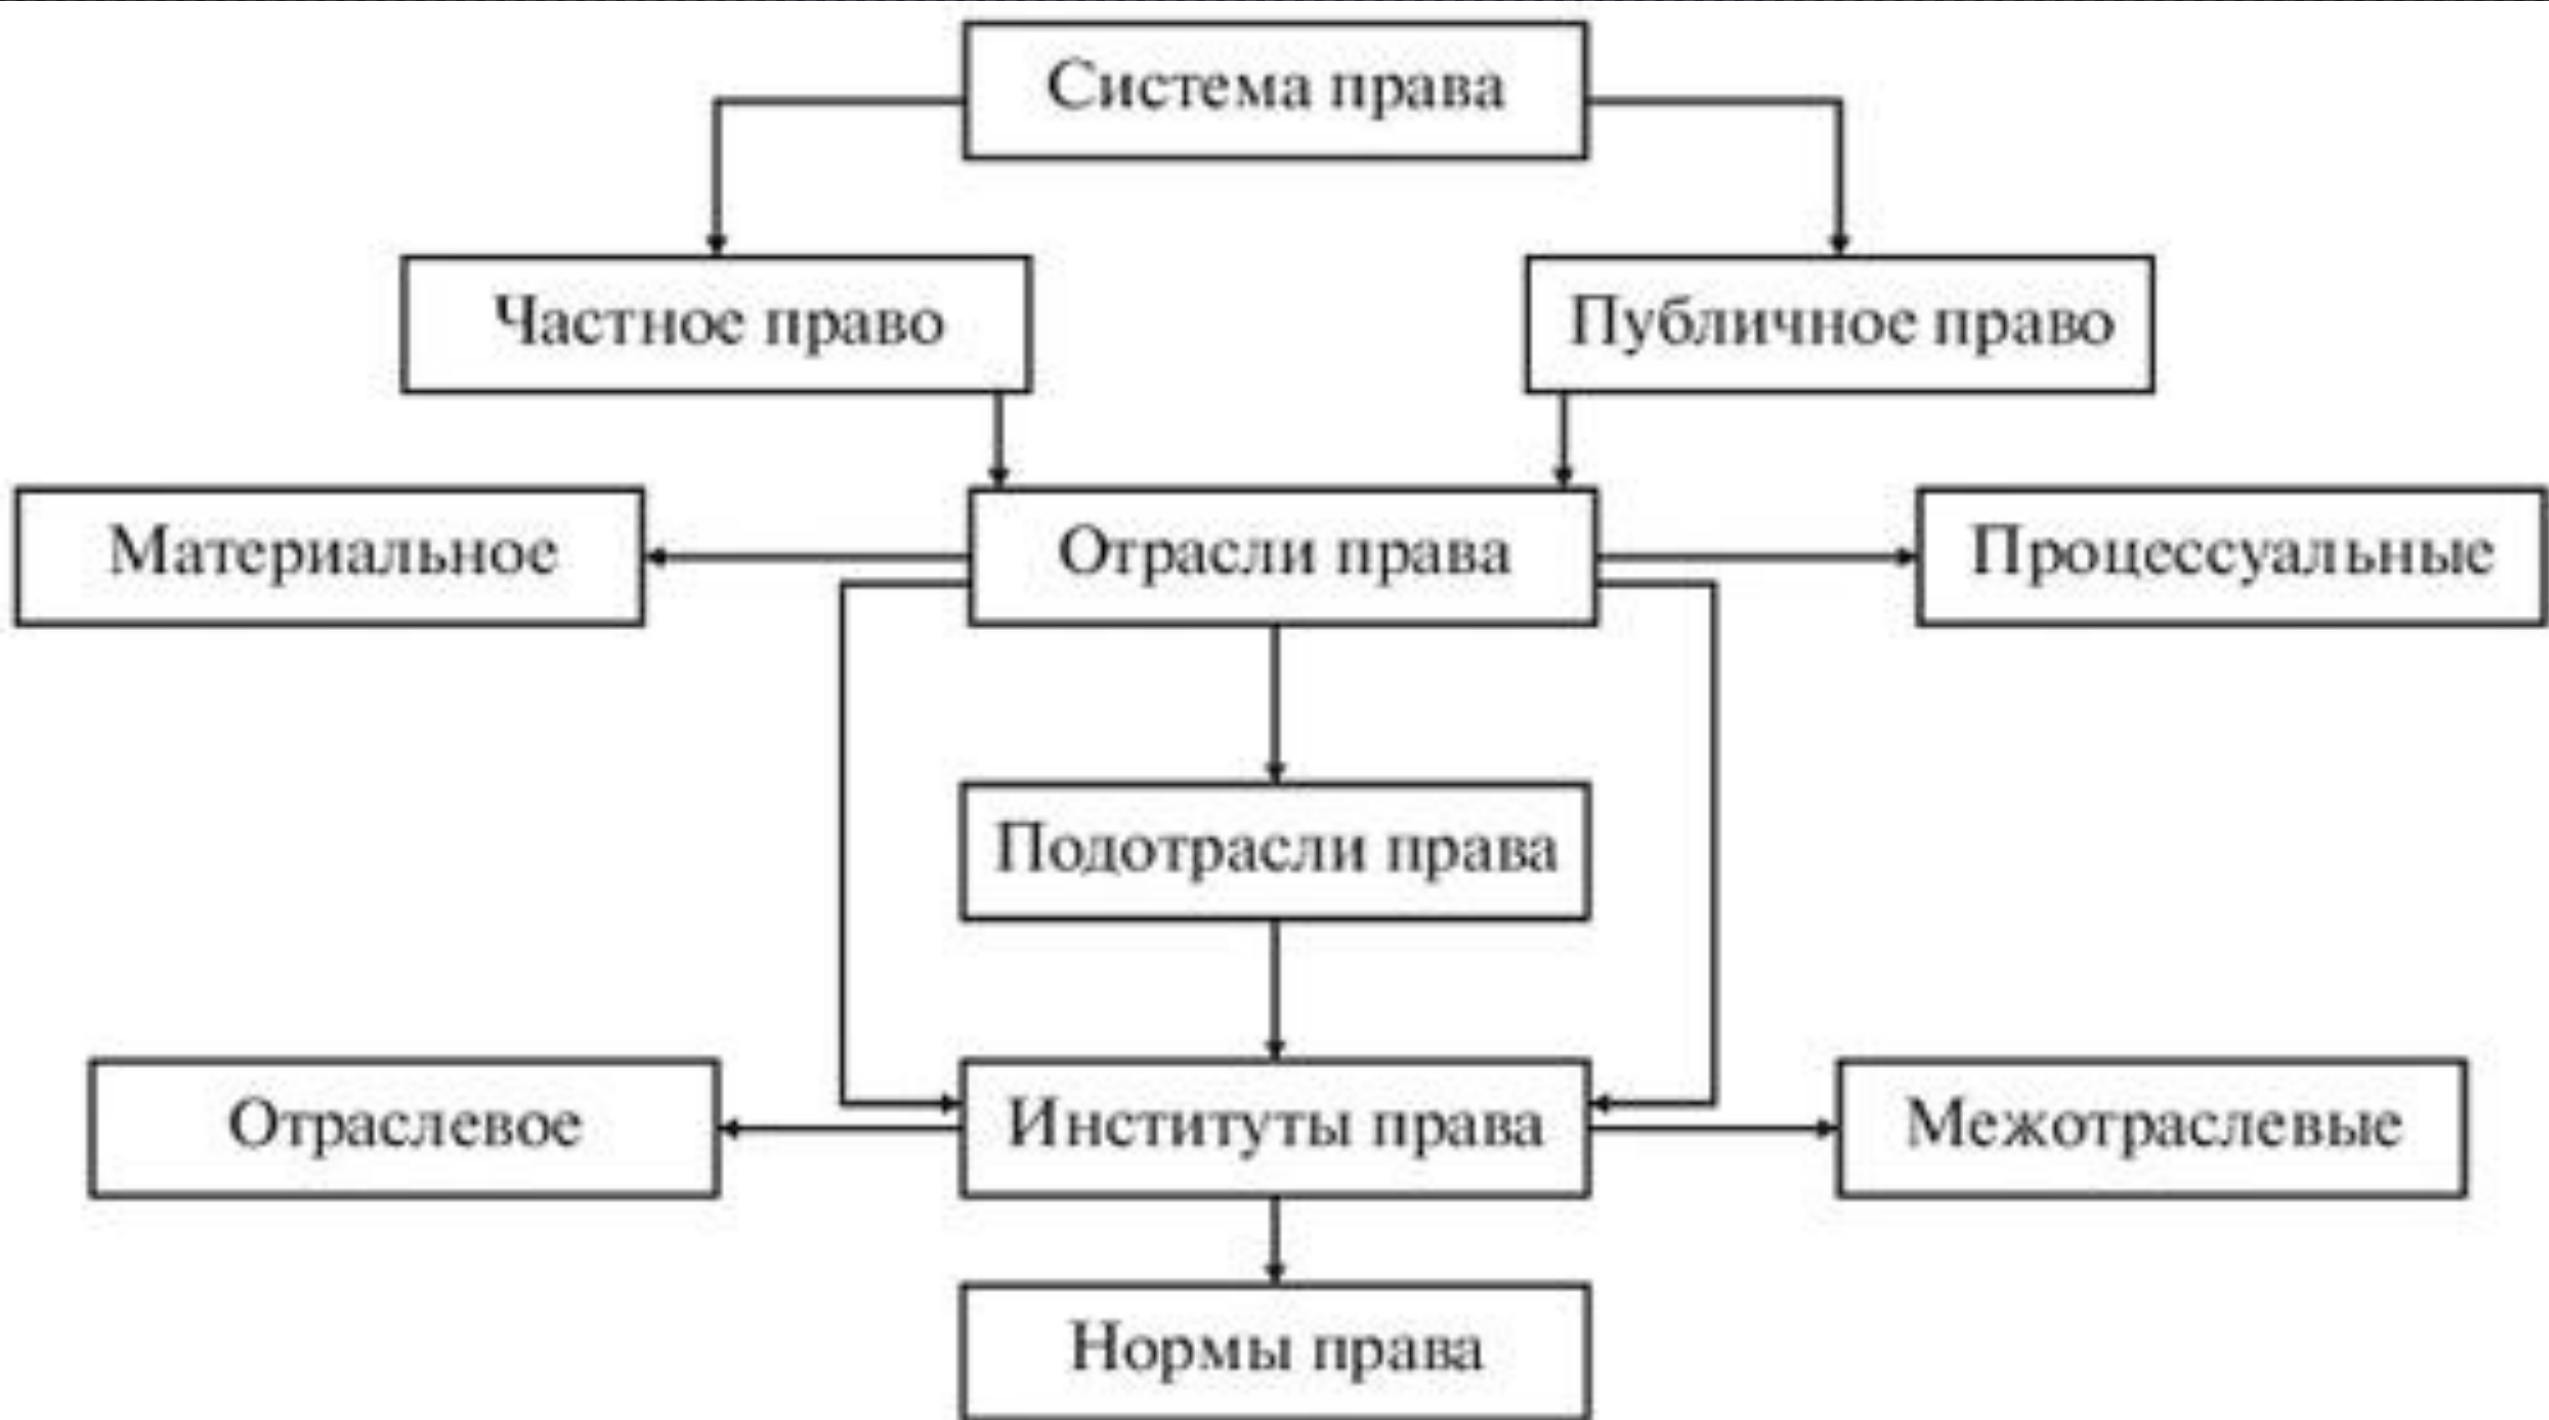 Система права
Частное право
Публичное право
Материальное
Отрасли права
Процессуальные
Подотрасли права
Отраслевое
Институты права
Межотраслевые
Нормы права